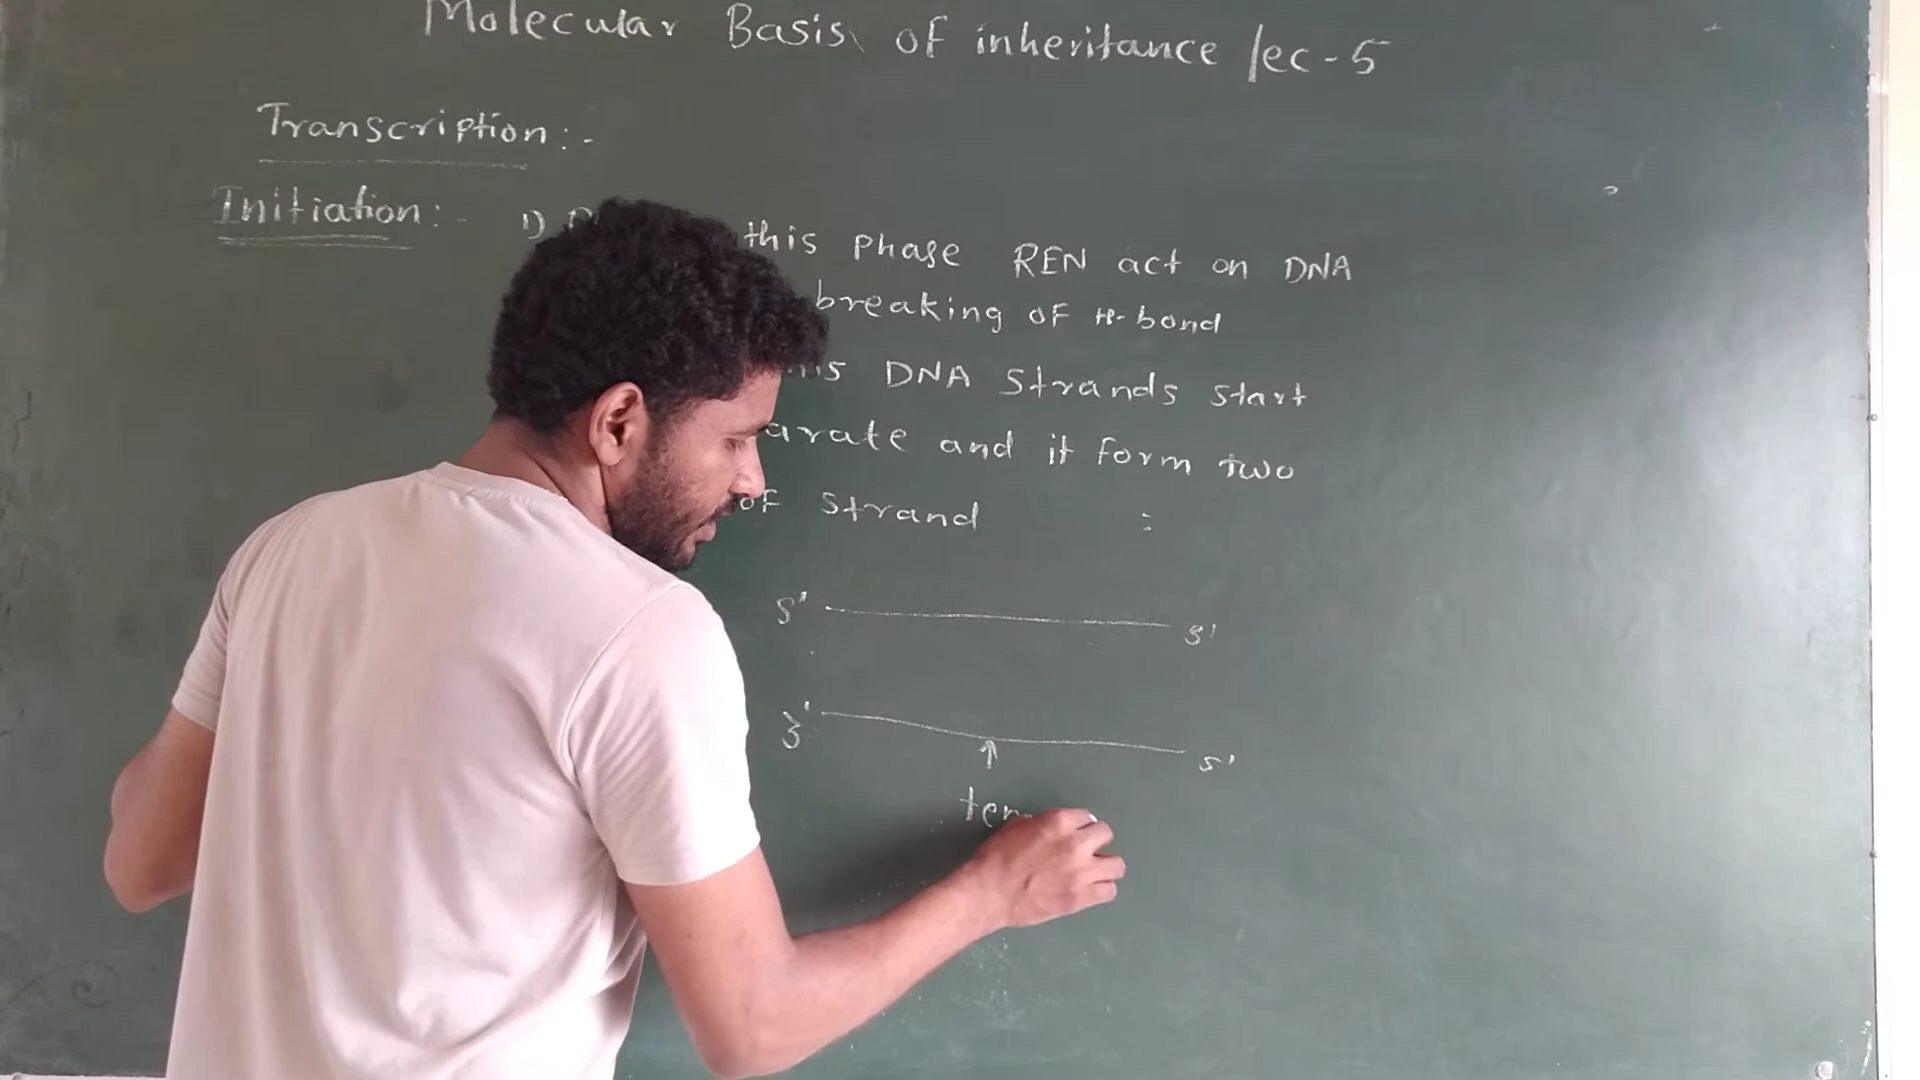 Molecular Basis of inheritance lec-5
Transcription:-
Initiation:- 1) this phase REN act on DNA
breaking of H-bond
DNA strands start
and it form two
of strand :
5' 3'
3' 5'